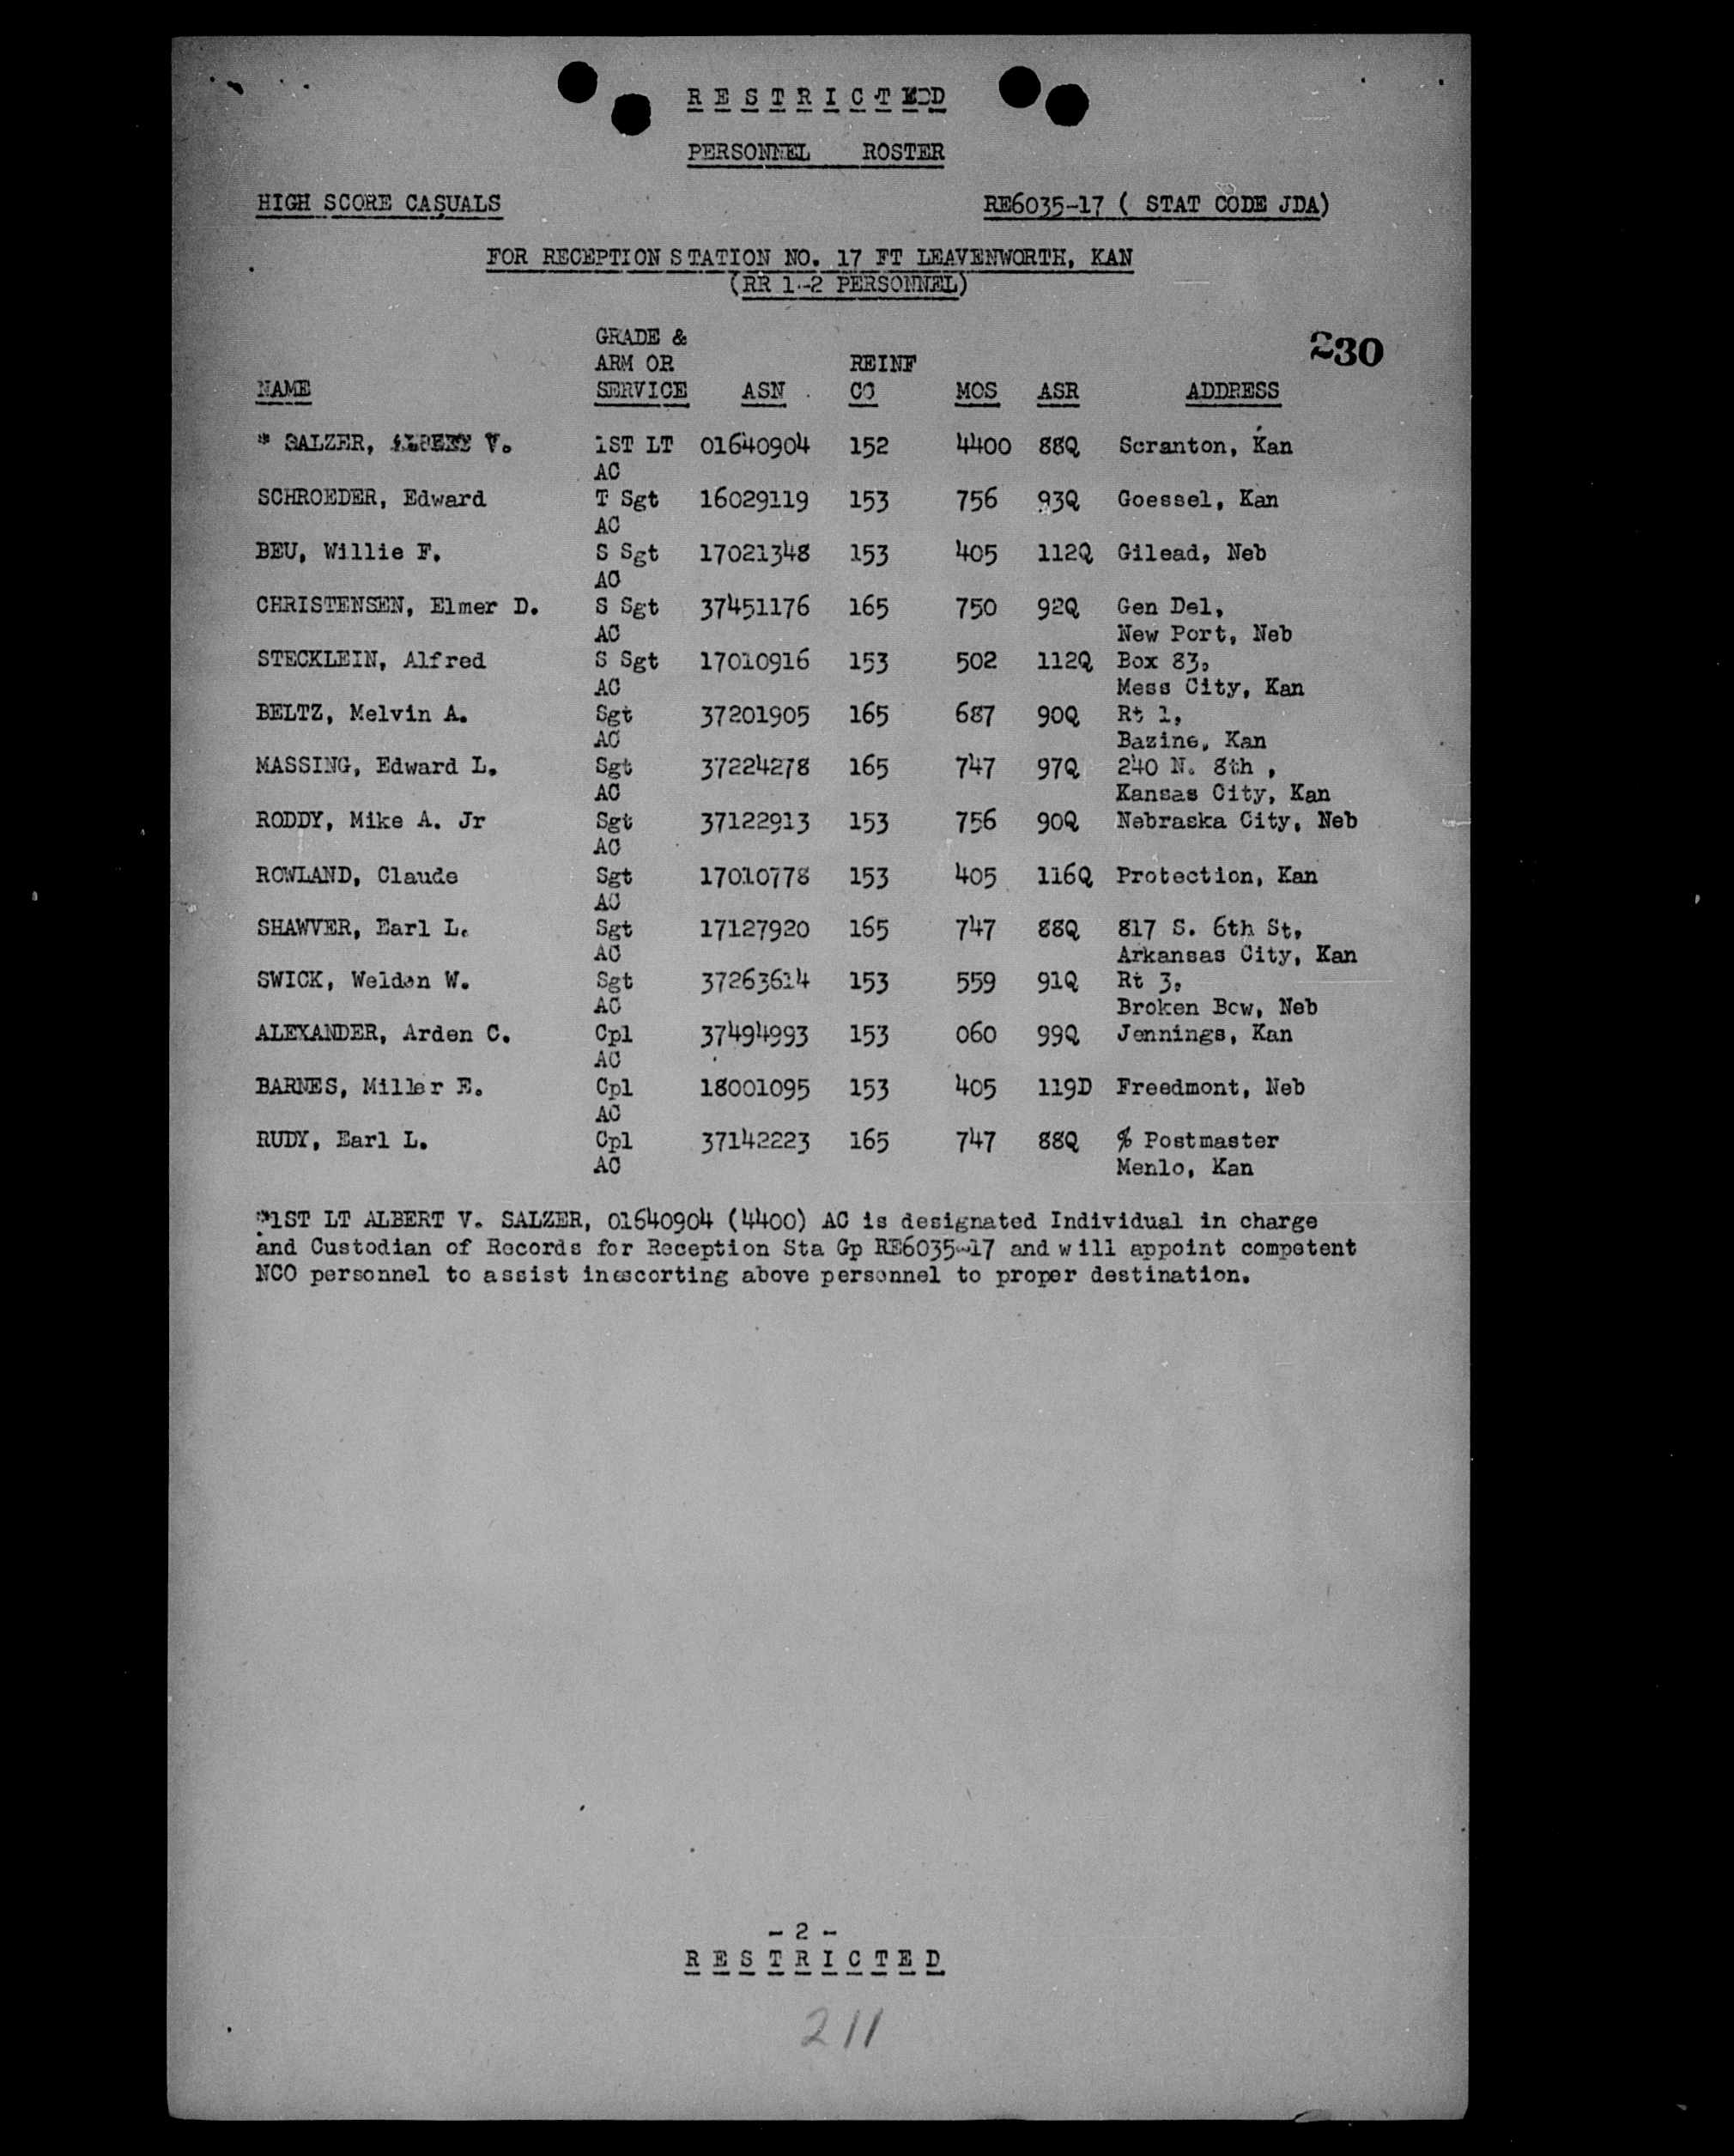 RESTRICTED
PERSONNEL ROSTER
HIGH SCORE CASUALS RE6035-17 ( STAT CODE JDA)
FOR RECEPTION STATION NO. 17 FT LEAVENWORTH, KAN
(RR 1-2 PERSONNEL)
230
GRADE &
ARM OR REINF
NAME SERVICE ASN CO MOS ASR ADDRESS
* SALZER, ALBERT V. 1ST LT 01640904 152 4400 88Q Scranton, Kan
AC
SCHROEDER, Edward T Sgt 16029119 153 756 93Q Goessel, Kan
AC
BEU, Willie F. S Sgt 17021348 153 405 112Q Gilead, Neb
AC
CHRISTENSEN, Elmer D. S Sgt 37451176 165 750 92Q Gen Del,
AC New Port, Neb
STECKLEIN, Alfred S Sgt 17010916 153 502 112Q Box 83,
AC Mess City, Kan
BELTZ, Melvin A. Sgt 37201905 165 687 90Q Rt 1,
AC Bazine, Kan
MASSING, Edward L. Sgt 37224278 165 747 97Q 240 N. 8th ,
AC Kansas City, Kan
RODDY, Mike A. Jr Sgt 37122913 153 756 90Q Nebraska City, Neb
AC
ROWLAND, Claude Sgt 17010778 153 405 116Q Protection, Kan
AC
SHAWVER, Earl L. Sgt 17127920 165 747 88Q 817 S. 6th St,
AC Arkansas City, Kan
SWICK, Weldon W. Sgt 37263614 153 559 91Q Rt 3,
AC Broken Bow, Neb
ALEXANDER, Arden C. Cpl 37494993 153 060 99Q Jennings, Kan
AC
BARNES, Miller E. Cpl 18001095 153 405 119D Freedmont, Neb
AC
RUDY, Earl L. Cpl 37142223 165 747 88Q % Postmaster
AC Menlo, Kan
*1ST LT ALBERT V. SALZER, 01640904 (4400) AC is designated Individual in charge
and Custodian of Records for Reception Sta Gp RE6035-17 and will appoint competent
NCO personnel to assist inescorting above personnel to proper destination.
- 2 -
RESTRICTED
211